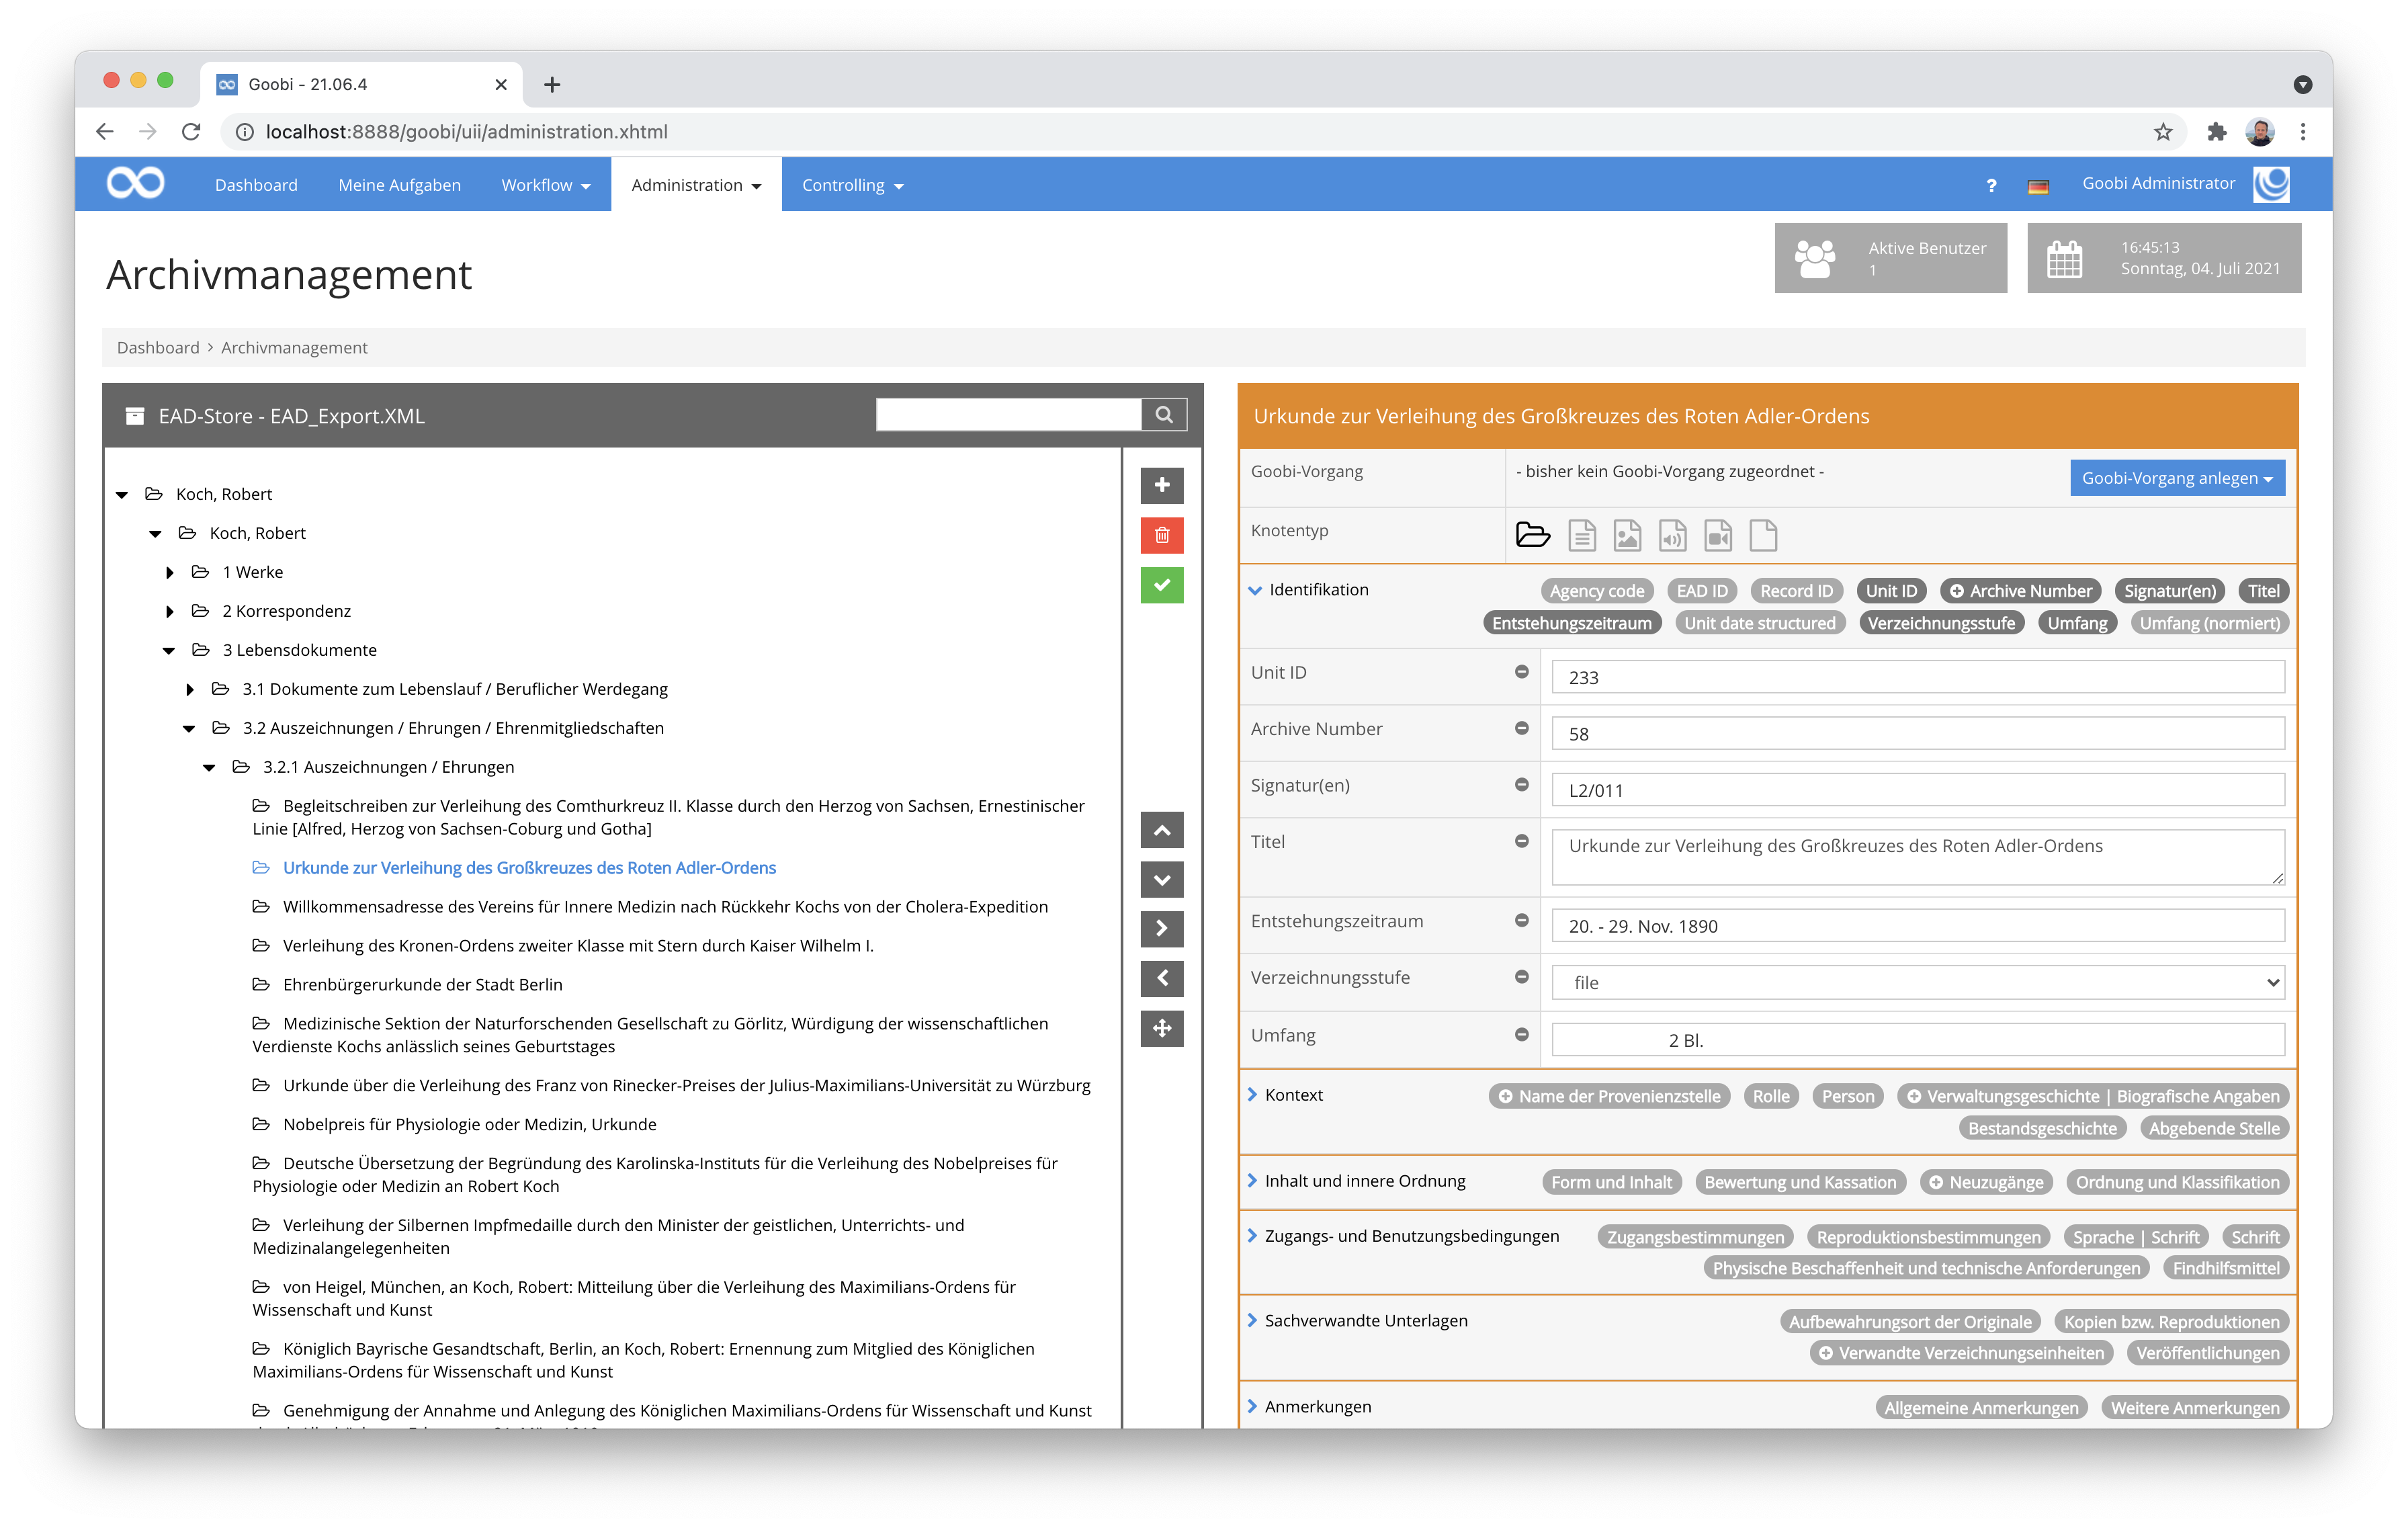 Goobi - 21.06.4
localhost:8888/goobi/uii/administration.xhtml
Dashboard
Meine Aufgaben
Workflow
Administration
Controlling
?
Goobi Administrator
Archivmanagement
Aktive Benutzer
1
16:45:13
Sonntag, 04. Juli 2021
Dashboard > Archivmanagement
EAD-Store - EAD_Export.XML
Koch, Robert
Koch, Robert
1 Werke
2 Korrespondenz
3 Lebensdokumente
3.1 Dokumente zum Lebenslauf / Beruflicher Werdegang
3.2 Auszeichnungen / Ehrungen / Ehrenmitgliedschaften
3.2.1 Auszeichnungen / Ehrungen
Begleitschreiben zur Verleihung des Comthurkreuz II. Klasse durch den Herzog von Sachsen, Ernestinischer
Linie [Alfred, Herzog von Sachsen-Coburg und Gotha]
Urkunde zur Verleihung des Großkreuzes des Roten Adler-Ordens
Willkommensadresse des Vereins für Innere Medizin nach Rückkehr Kochs von der Cholera-Expedition
Verleihung des Kronen-Ordens zweiter Klasse mit Stern durch Kaiser Wilhelm I.
Ehrenbürgerurkunde der Stadt Berlin
Medizinische Sektion der Naturforschenden Gesellschaft zu Görlitz, Würdigung der wissenschaftlichen
Verdienste Kochs anlässlich seines Geburtstages
Urkunde über die Verleihung des Franz von Rinecker-Preises der Julius-Maximilians-Universität zu Würzburg
Nobelpreis für Physiologie oder Medizin, Urkunde
Deutsche Übersetzung der Begründung des Karolinska-Instituts für die Verleihung des Nobelpreises für
Physiologie oder Medizin an Robert Koch
Verleihung der Silbernen Impfmedaille durch den Minister der geistlichen, Unterrichts- und
Medizinalangelegenheiten
von Heigel, München, an Koch, Robert: Mitteilung über die Verleihung des Maximilians-Ordens für
Wissenschaft und Kunst
Königlich Bayrische Gesandtschaft, Berlin, an Koch, Robert: Ernennung zum Mitglied des Königlichen
Maximilians-Ordens für Wissenschaft und Kunst
Genehmigung der Annahme und Anlegung des Königlichen Maximilians-Ordens für Wissenschaft und Kunst
Urkunde zur Verleihung des Großkreuzes des Roten Adler-Ordens
Goobi-Vorgang
- bisher kein Goobi-Vorgang zugeordnet -
Goobi-Vorgang anlegen
Knotentyp
Identifikation
Agency code EAD ID Record ID Unit ID Archive Number Signatur(en) Titel
Entstehungszeitraum Unit date structured Verzeichnungsstufe Umfang Umfang (normiert)
Unit ID
233
Archive Number
58
Signatur(en)
L2/011
Titel
Urkunde zur Verleihung des Großkreuzes des Roten Adler-Ordens
Entstehungszeitraum
20. - 29. Nov. 1890
Verzeichnungsstufe
file
Umfang
2 Bl.
Kontext
Name der Provenienzstelle Rolle Person Verwaltungsgeschichte | Biografische Angaben
Bestandsgeschichte Abgebende Stelle
Inhalt und innere Ordnung
Form und Inhalt Bewertung und Kassation Neuzugänge Ordnung und Klassifikation
Zugangs- und Benutzungsbedingungen
Zugangsbestimmungen Reproduktionsbestimmungen Sprache | Schrift Schrift
Physische Beschaffenheit und technische Anforderungen Findhilfsmittel
Sachverwandte Unterlagen
Aufbewahrungsort der Originale Kopien bzw. Reproduktionen
Verwandte Verzeichnungseinheiten Veröffentlichungen
Anmerkungen
Allgemeine Anmerkungen Weitere Anmerkungen